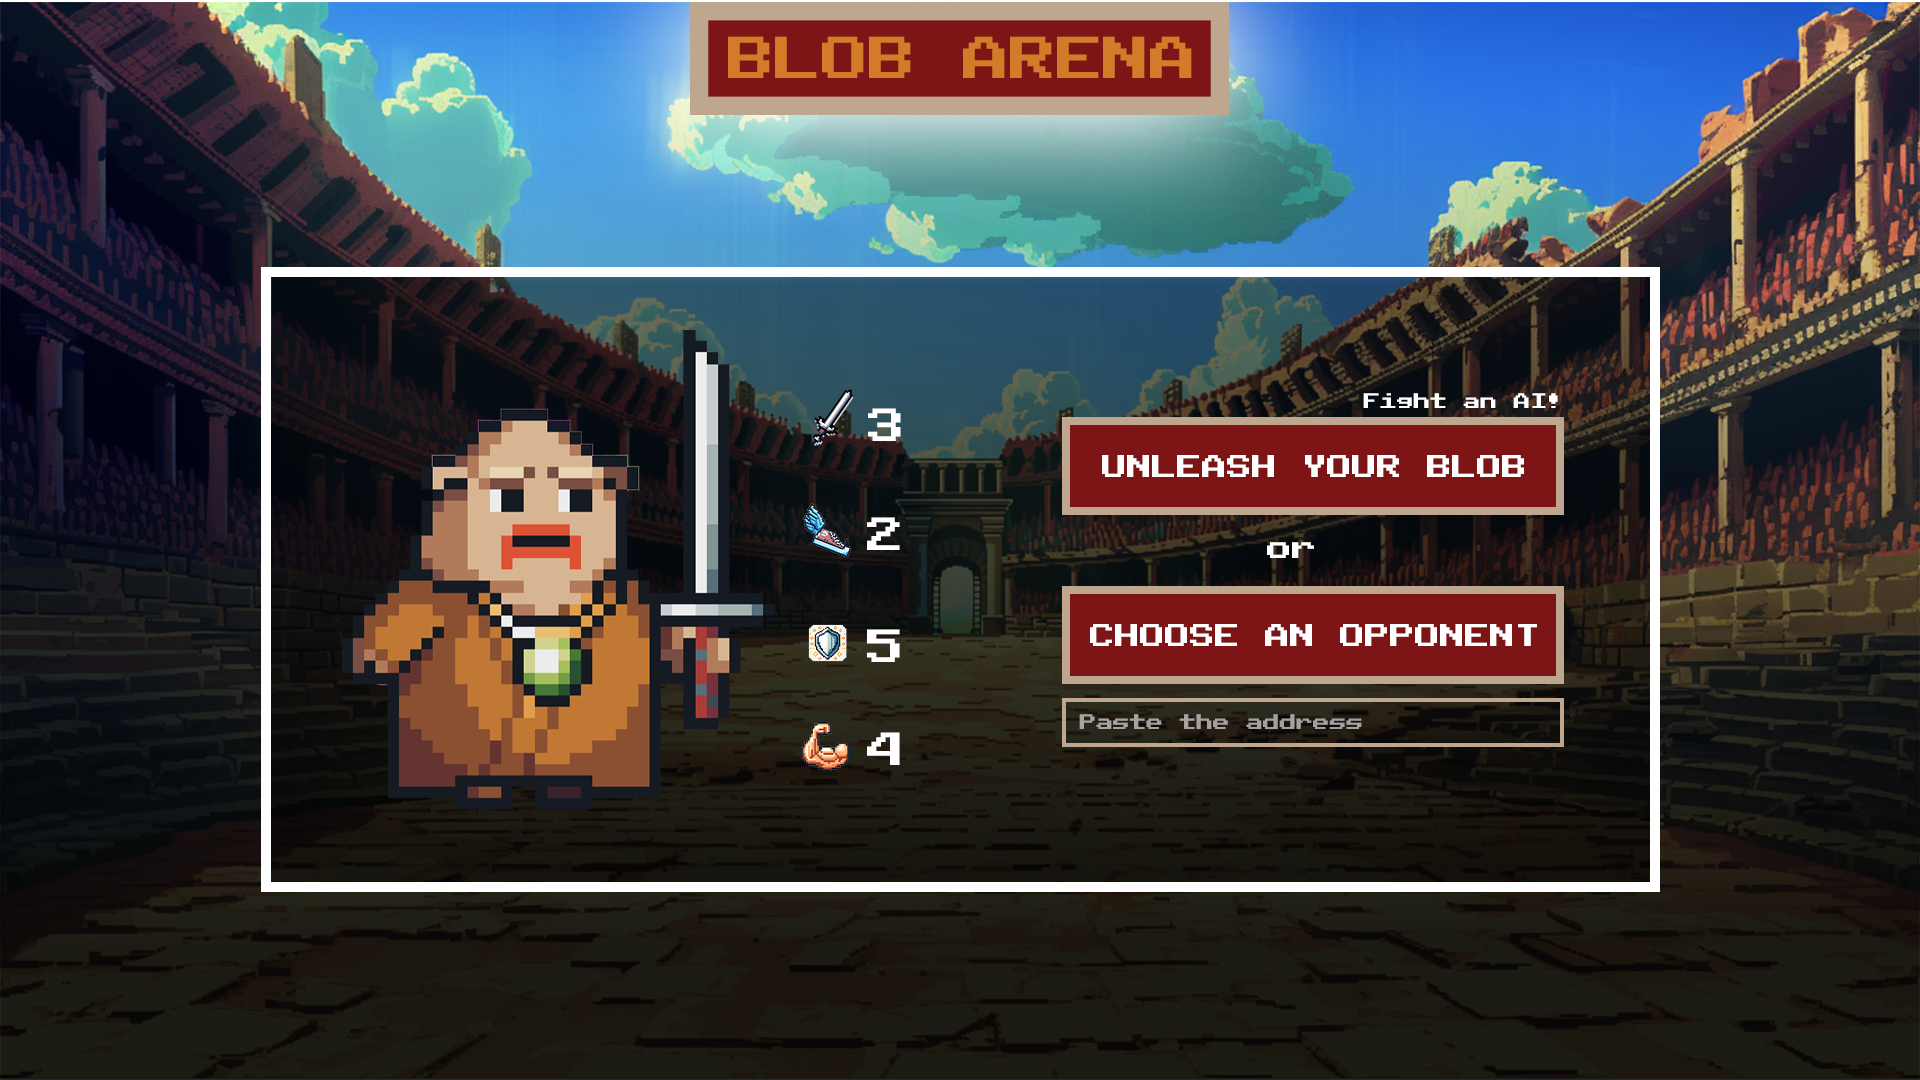 BLOB ARENA
3
2
5
4
Fight an AI!
UNLEASH YOUR BLOB
or
CHOOSE AN OPPONENT
Paste the address